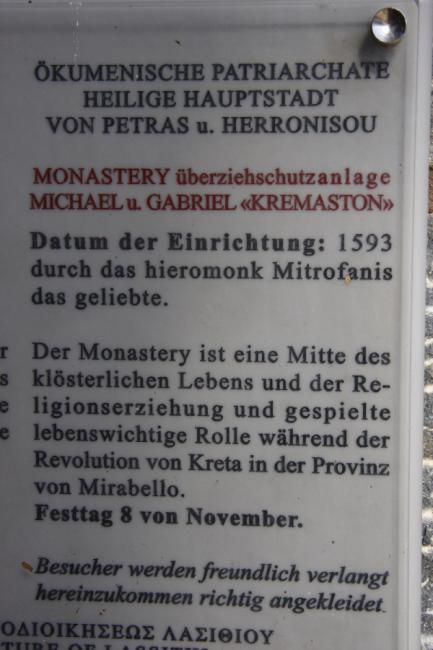 ÖKUMENISCHE PATRIARCHATE
HEILIGE HAUPTSTADT
VON PETRAS u. HERRONISOU
MONASTERY überziehschutzanlage
MICHAEL u. GABRIEL «KREMASTON»
Datum der Einrichtung: 1593
durch das hieromonk Mitrofanis
das geliebte.
Der Monastery ist eine Mitte des
klösterlichen Lebens und der Re-
ligionserziehung und gespielte
lebenswichtige Rolle während der
Revolution von Kreta in der Provinz
von Mirabello.
Festtag 8 von November.
Besucher werden freundlich verlangt
hereinzukommen richtig angekleidet.
ΟΔΙΟΙΚΗΣΕΩΣ ΛΑΣΙΘΙΟΥ